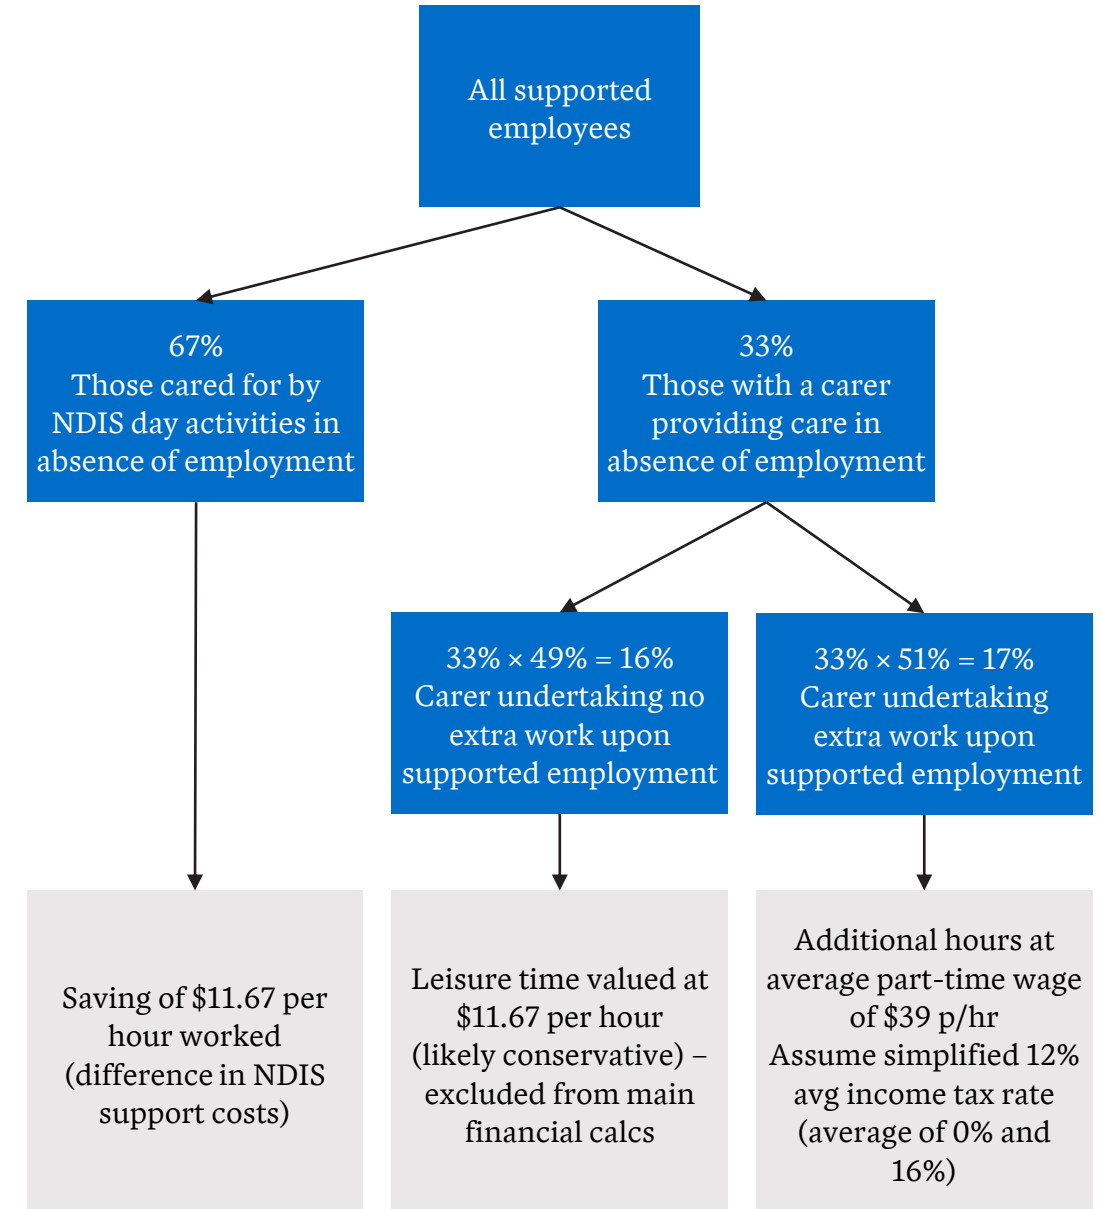 All supported
employees
67%
Those cared for by
NDIS day activities in
absence of employment
33%
Those with a carer
providing care in
absence of employment
33% × 49% = 16%
Carer undertaking no
extra work upon
supported employment
33% × 51% = 17%
Carer undertaking
extra work upon
supported employment
Saving of $11.67 per
hour worked
(difference in NDIS
support costs)
Leisure time valued at
$11.67 per hour
(likely conservative) –
excluded from main
financial calcs
Additional hours at
average part-time wage
of $39 p/hr
Assume simplified 12%
avg income tax rate
(average of 0% and
16%)